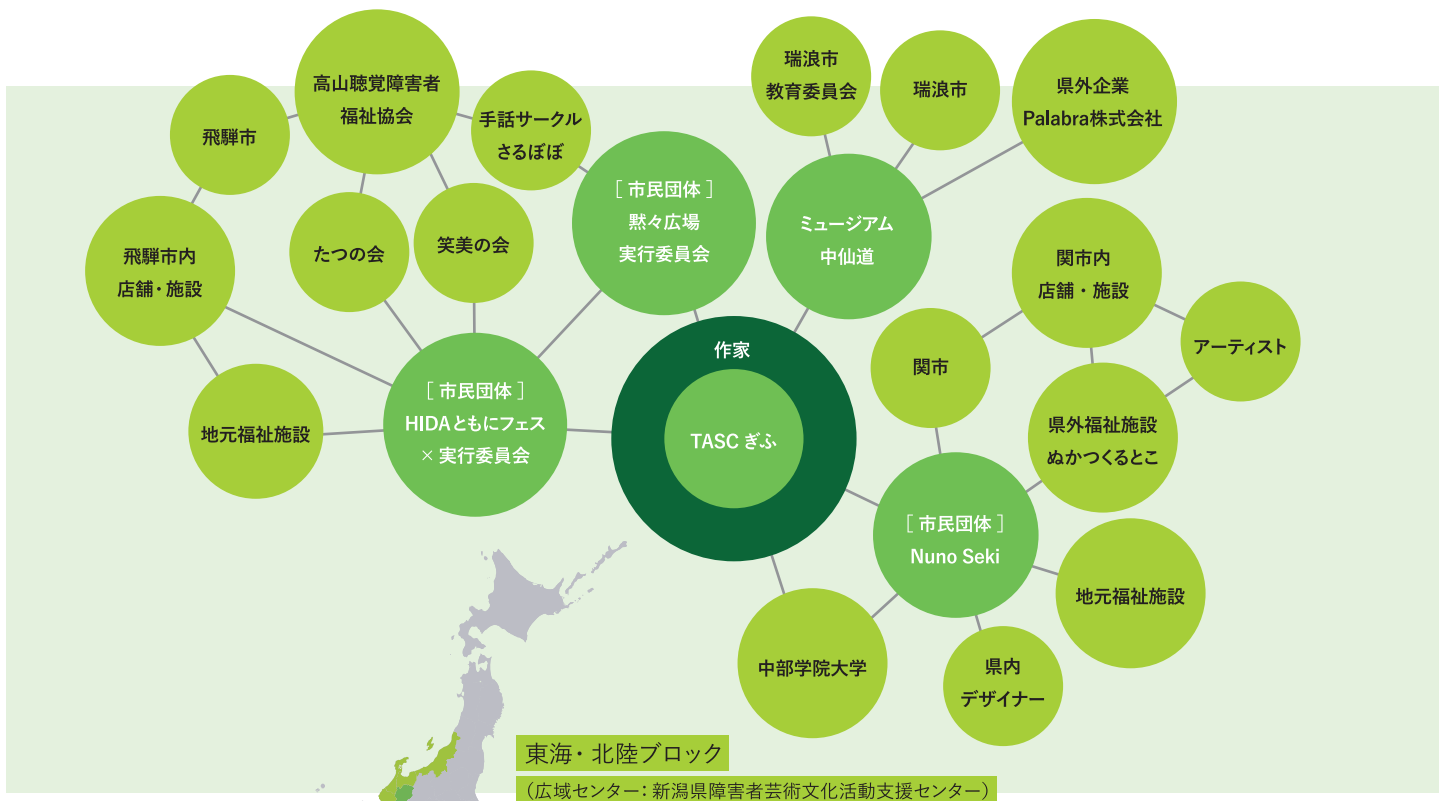 高山聴覚障害者
福祉協会
飛騨市
手話サークル
さるぼぼ
飛騨市内
店舗・施設
たつの会
笑美の会
地元福祉施設
［市民団体］
HIDAともにフェス
×実行委員会
［市民団体］
黙々広場
実行委員会
瑞浪市
教育委員会
瑞浪市
県外企業
Palabra株式会社
ミュージアム
中仙道
作家
TASCぎふ
関市内
店舗・施設
関市
アーティスト
県外福祉施設
ぬかつくるとこ
［市民団体］
Nuno Seki
地元福祉施設
中部学院大学
県内
デザイナー
東海・北陸ブロック
（広域センター：新潟県障害者芸術文化活動支援センター）